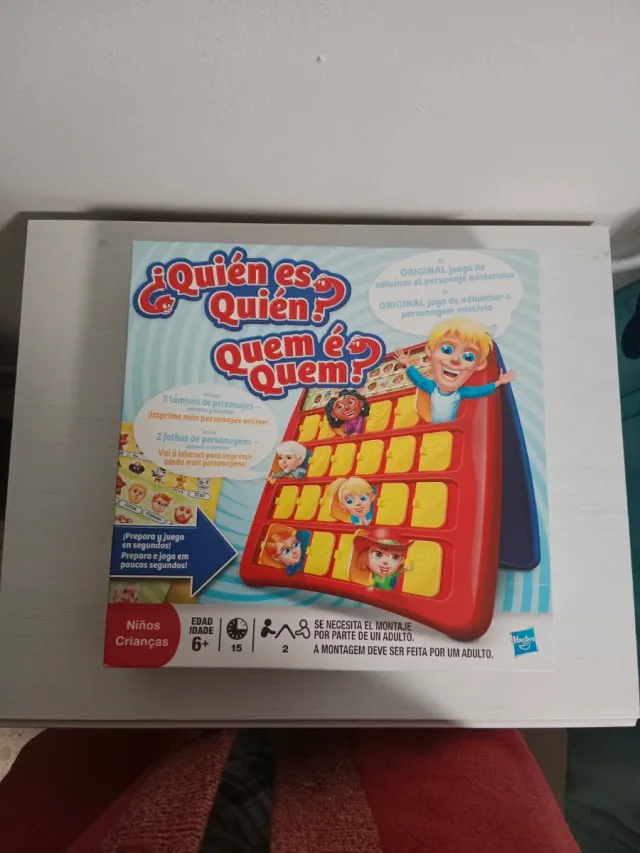 ¿Quién es
Quién?
Quem é
Quem?
ORIGINAL juego de
adivinar el personaje misterioso
o
ORIGINAL jogo de adivinhar o
personagem mistério
2 láminas de personajes –
¡Imprime más personajes online!
2 folhas de personagens –
Vai à internet para imprimir
ainda mais personagens!
¡Prepara y juega
en segundos!
Prepara e joga em
poucos segundos!
Niños
Crianças
EDAD
IDADE
6+
15
2
SE NECESITA EL MONTAJE
POR PARTE DE UN ADULTO.
A MONTAGEM DEVE SER FEITA POR UM ADULTO.
Hasbro